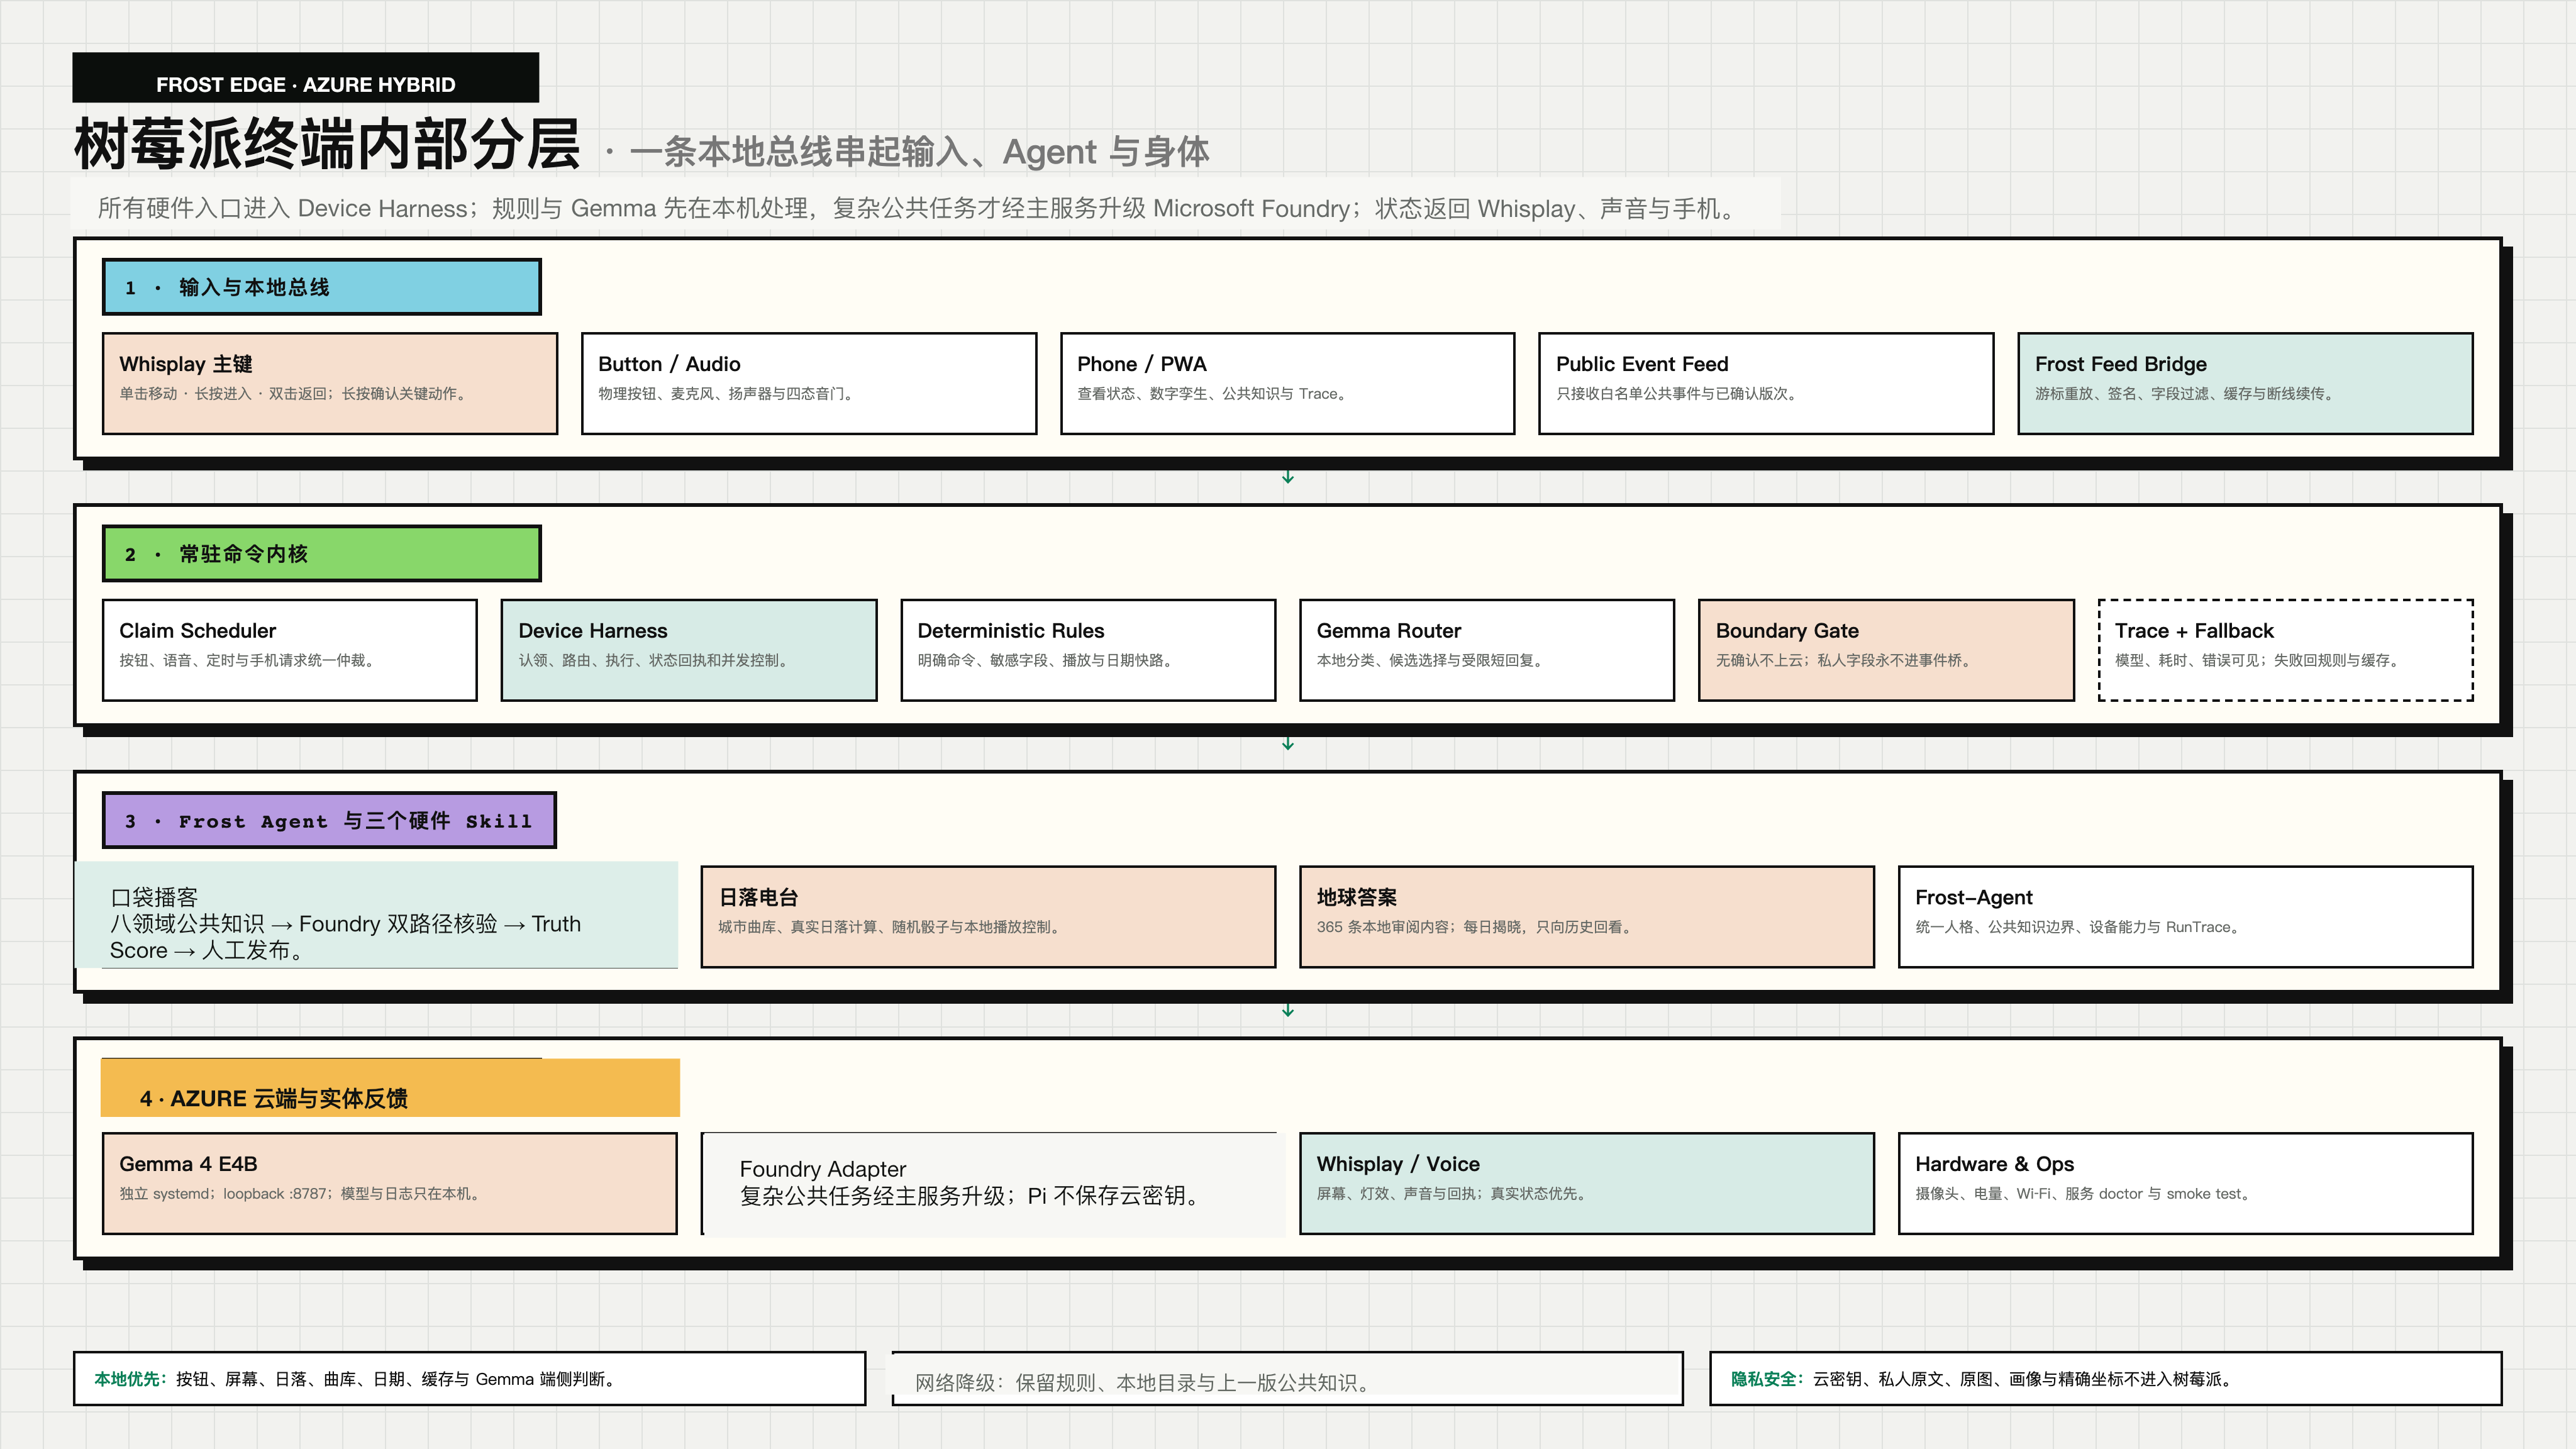 FROST EDGE · AZURE HYBRID
树莓派终端内部分层 · 一条本地总线串起输入、Agent 与身体
所有硬件入口进入 Device Harness；规则与 Gemma 先在本机处理，复杂公共任务才经主服务升级 Microsoft Foundry；状态返回 Whisplay、声音与手机。
1 · 输入与本地总线
Whisplay 主键
单击移动 · 长按进入 · 双击返回；长按确认关键动作。
Button / Audio
物理按钮、麦克风、扬声器与四态音门。
Phone / PWA
查看状态、数字孪生、公共知识与 Trace。
Public Event Feed
只接收白名单公共事件与已确认版次。
Frost Feed Bridge
游标重放、签名、字段过滤、缓存与断线续传。
↓
2 · 常驻命令内核
Claim Scheduler
按钮、语音、定时与手机请求统一仲裁。
Device Harness
认领、路由、执行、状态回执和并发控制。
Deterministic Rules
明确命令、敏感字段、播放与日期快路。
Gemma Router
本地分类、候选选择与受限短回复。
Boundary Gate
无确认不上云；私人字段永不进事件桥。
Trace + Fallback
模型、耗时、错误可见；失败回规则与缓存。
↓
3 · Frost Agent 与三个硬件 Skill
口袋播客
八领域公共知识 → Foundry 双路径核验 → Truth
Score → 人工发布。
日落电台
城市曲库、真实日落计算、随机骰子与本地播放控制。
地球答案
365 条本地审阅内容；每日揭晓，只向历史回看。
Frost-Agent
统一人格、公共知识边界、设备能力与 RunTrace。
↓
4 · AZURE 云端与实体反馈
Gemma 4 E4B
独立 systemd；loopback :8787；模型与日志只在本机。
Foundry Adapter
复杂公共任务经主服务升级；Pi 不保存云密钥。
Whisplay / Voice
屏幕、灯效、声音与回执；真实状态优先。
Hardware & Ops
摄像头、电量、Wi-Fi、服务 doctor 与 smoke test。
本地优先：按钮、屏幕、日落、曲库、日期、缓存与 Gemma 端侧判断。
网络降级：保留规则、本地目录与上一版公共知识。
隐私安全：云密钥、私人原文、原图、画像与精确坐标不进入树莓派。